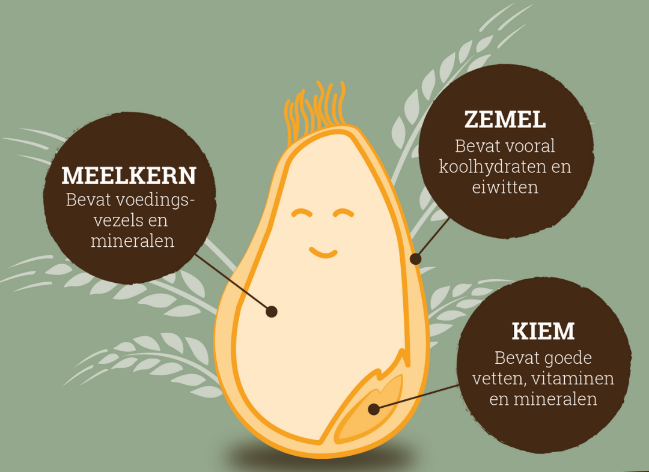 MEELKERN
Bevat voedings-
vezels en
mineralen
ZEMEL
Bevat vooral
koolhydraten en
eiwitten
KIEM
Bevat goede
vetten, vitaminen
en mineralen